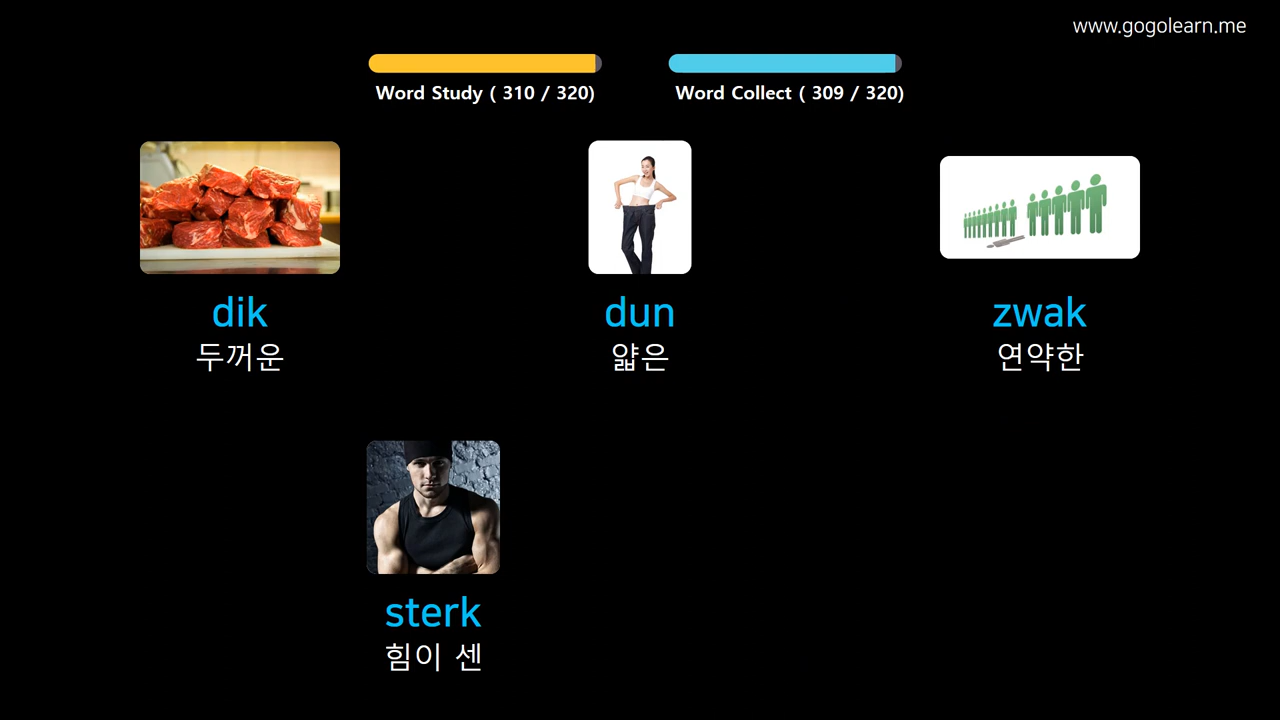 www.gogolearn.me
Word Study ( 310 / 320)
Word Collect ( 309 / 320)
dik
두꺼운
dun
얇은
zwak
연약한
sterk
힘이 센